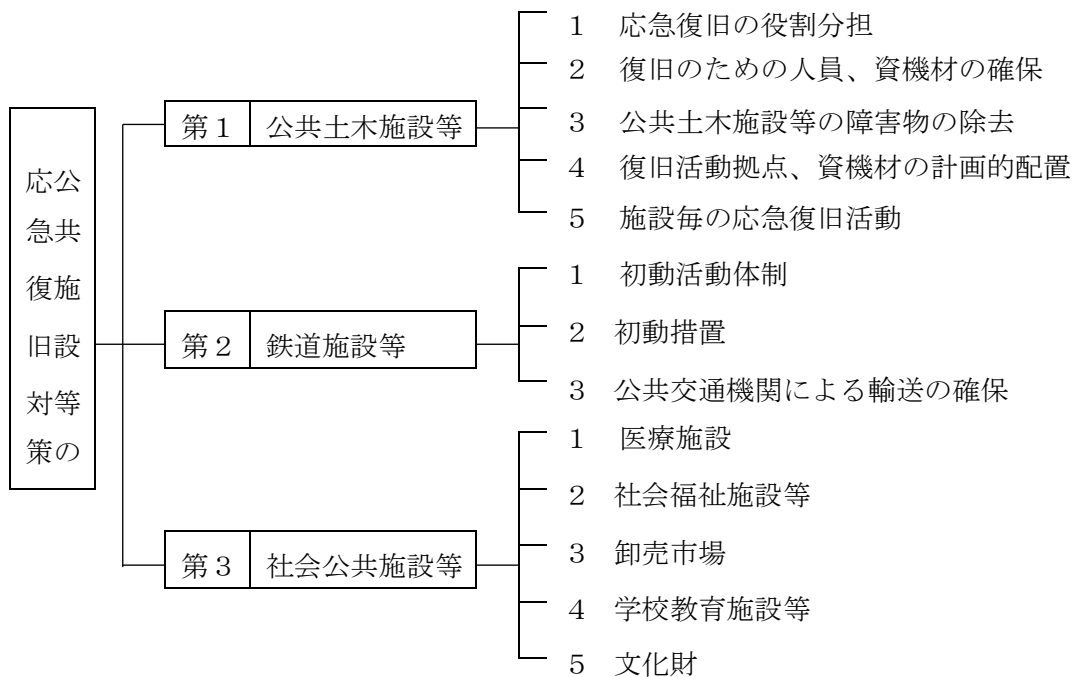 公共施設等の
応急復旧対策
第１ 公共土木施設等
１ 応急復旧の役割分担
２ 復旧のための人員、資機材の確保
３ 公共土木施設等の障害物の除去
４ 復旧活動拠点、資機材の計画的配置
５ 施設毎の応急復旧活動
第２ 鉄道施設等
１ 初動活動体制
２ 初動措置
３ 公共交通機関による輸送の確保
第３ 社会公共施設等
１ 医療施設
２ 社会福祉施設等
３ 卸売市場
４ 学校教育施設等
５ 文化財